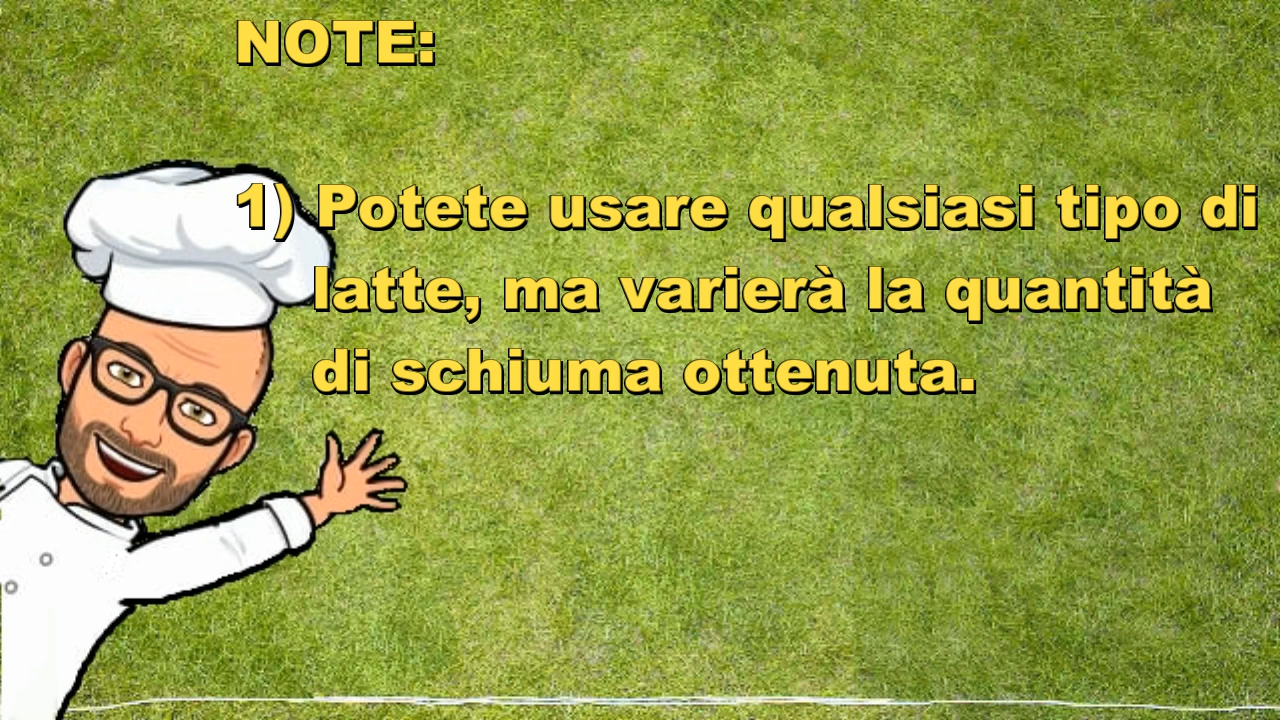 NOTE:
1) Potete usare qualsiasi tipo di
latte, ma varierà la quantità
di schiuma ottenuta.